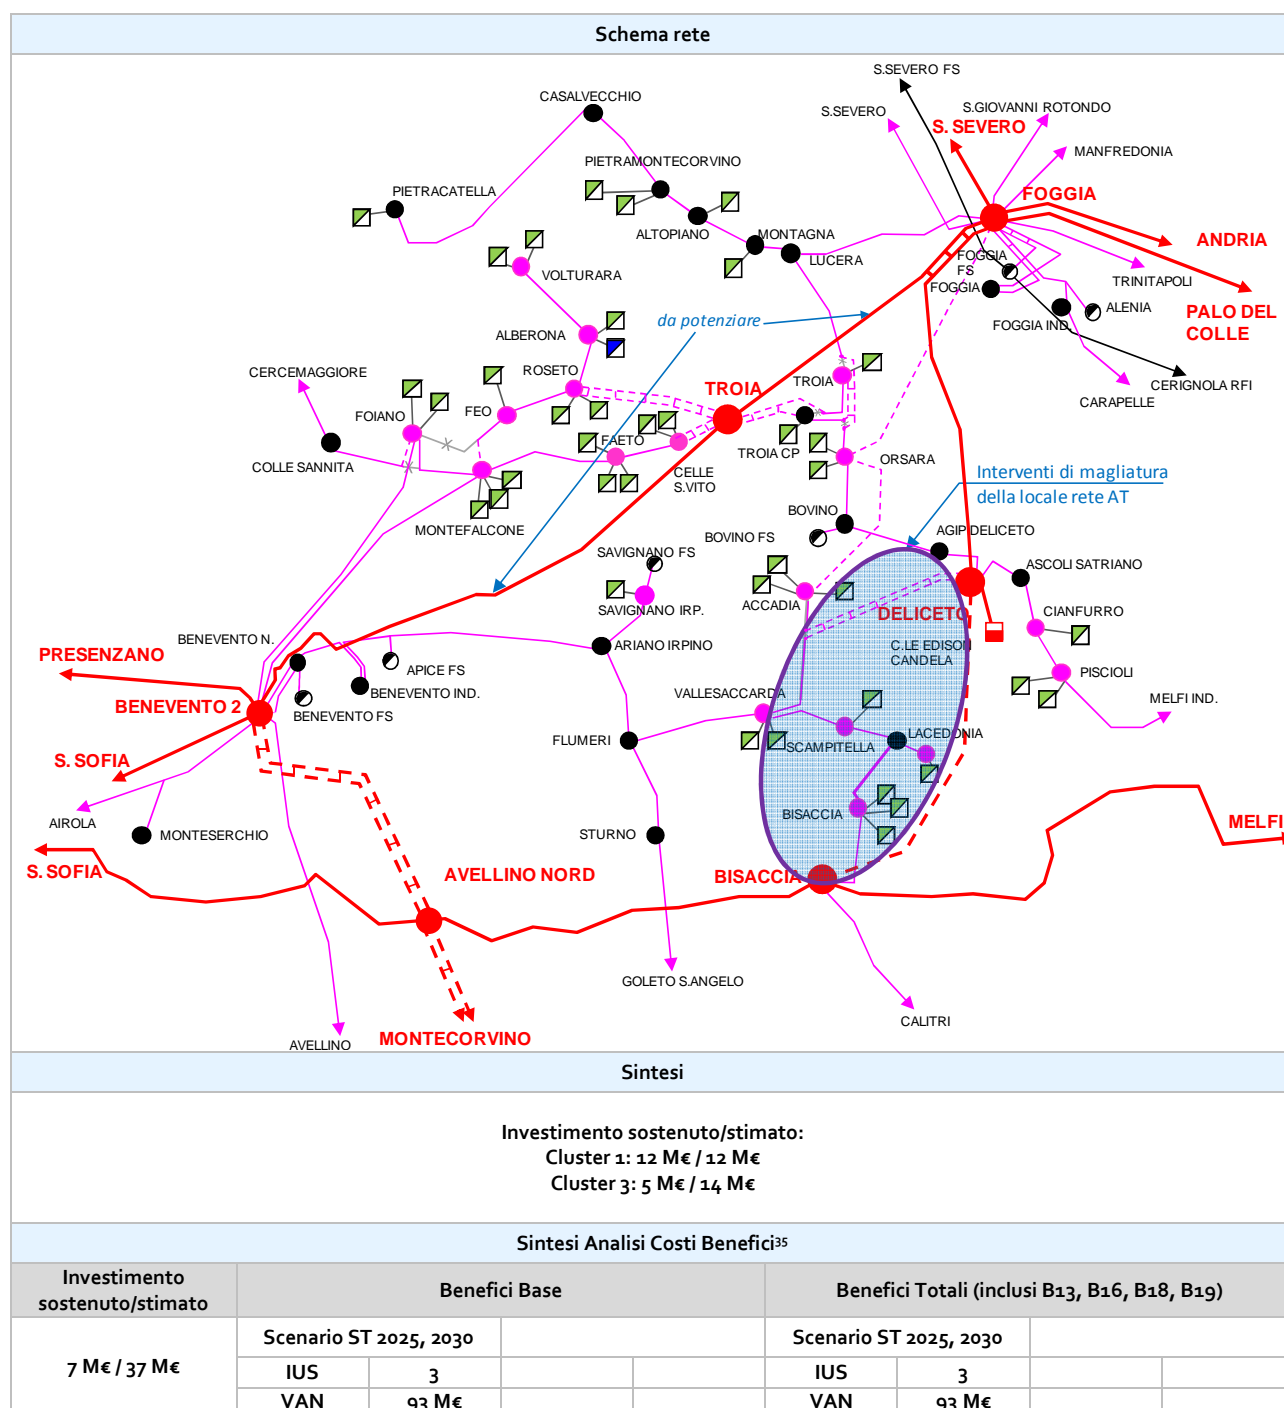 Schema rete
S.SEVERO FS
CASALVECCHIO
S.SEVERO
S.GIOVANNI ROTONDO
S. SEVERO
MANFREDONIA
PIETRAMONTECORVINO
PIETRACATELLA
FOGGIA
ALTOPIANO
MONTAGNA
LUCERA
ANDRIA
FOGGIA
FS
VOLTURARA
TRINITAPOLI
FOGGIA
ALENIA
PALO DEL
COLLE
da potenziare
FOGGIA IND.
ALBERONA
CERCEMAGGIORE
ROSETO
TROIA
TROIA
CERIGNOLA RFI
CARAPELLE
FOIANO
FEO
FAETO
TROIA CP
ORSARA
COLLE SANNITA
CELLE
S.VITO
Interventi di magliatura
della locale rete AT
MONTEFALCONE
BOVINO
AGIP DELICETO
BOVINO FS
SAVIGNANO FS
ASCOLI SATRIANO
ACCADIA
SAVIGNANO IRP.
DELICETO
CIANFURRO
BENEVENTO N.
ARIANO IRPINO
C.LE EDISON
CANDELA
PRESENZANO
APICE FS
PISCIOLI
BENEVENTO IND.
VALLESACCARDA
MELFI IND.
BENEVENTO 2
BENEVENTO FS
FLUMERI
SCAMPITELLA
LACEDONIA
S. SOFIA
AIROLA
MONTESERCHIO
STURNO
BISACCIA
MELFI
S. SOFIA
AVELLINO NORD
BISACCIA
GOLETO S.ANGELO
CALITRI
AVELLINO
MONTECORVINO
Sintesi
Investimento sostenuto/stimato:
Cluster 1: 12 M€ / 12 M€
Cluster 3: 5 M€ / 14 M€
Sintesi Analisi Costi Benefici35
Investimento
sostenuto/stimato
Benefici Base
Benefici Totali (inclusi B13, B16, B18, B19)
7 M€ / 37 M€
Scenario ST 2025, 2030
Scenario ST 2025, 2030
IUS 3
IUS 3
VAN 93 M€
VAN 93 M€